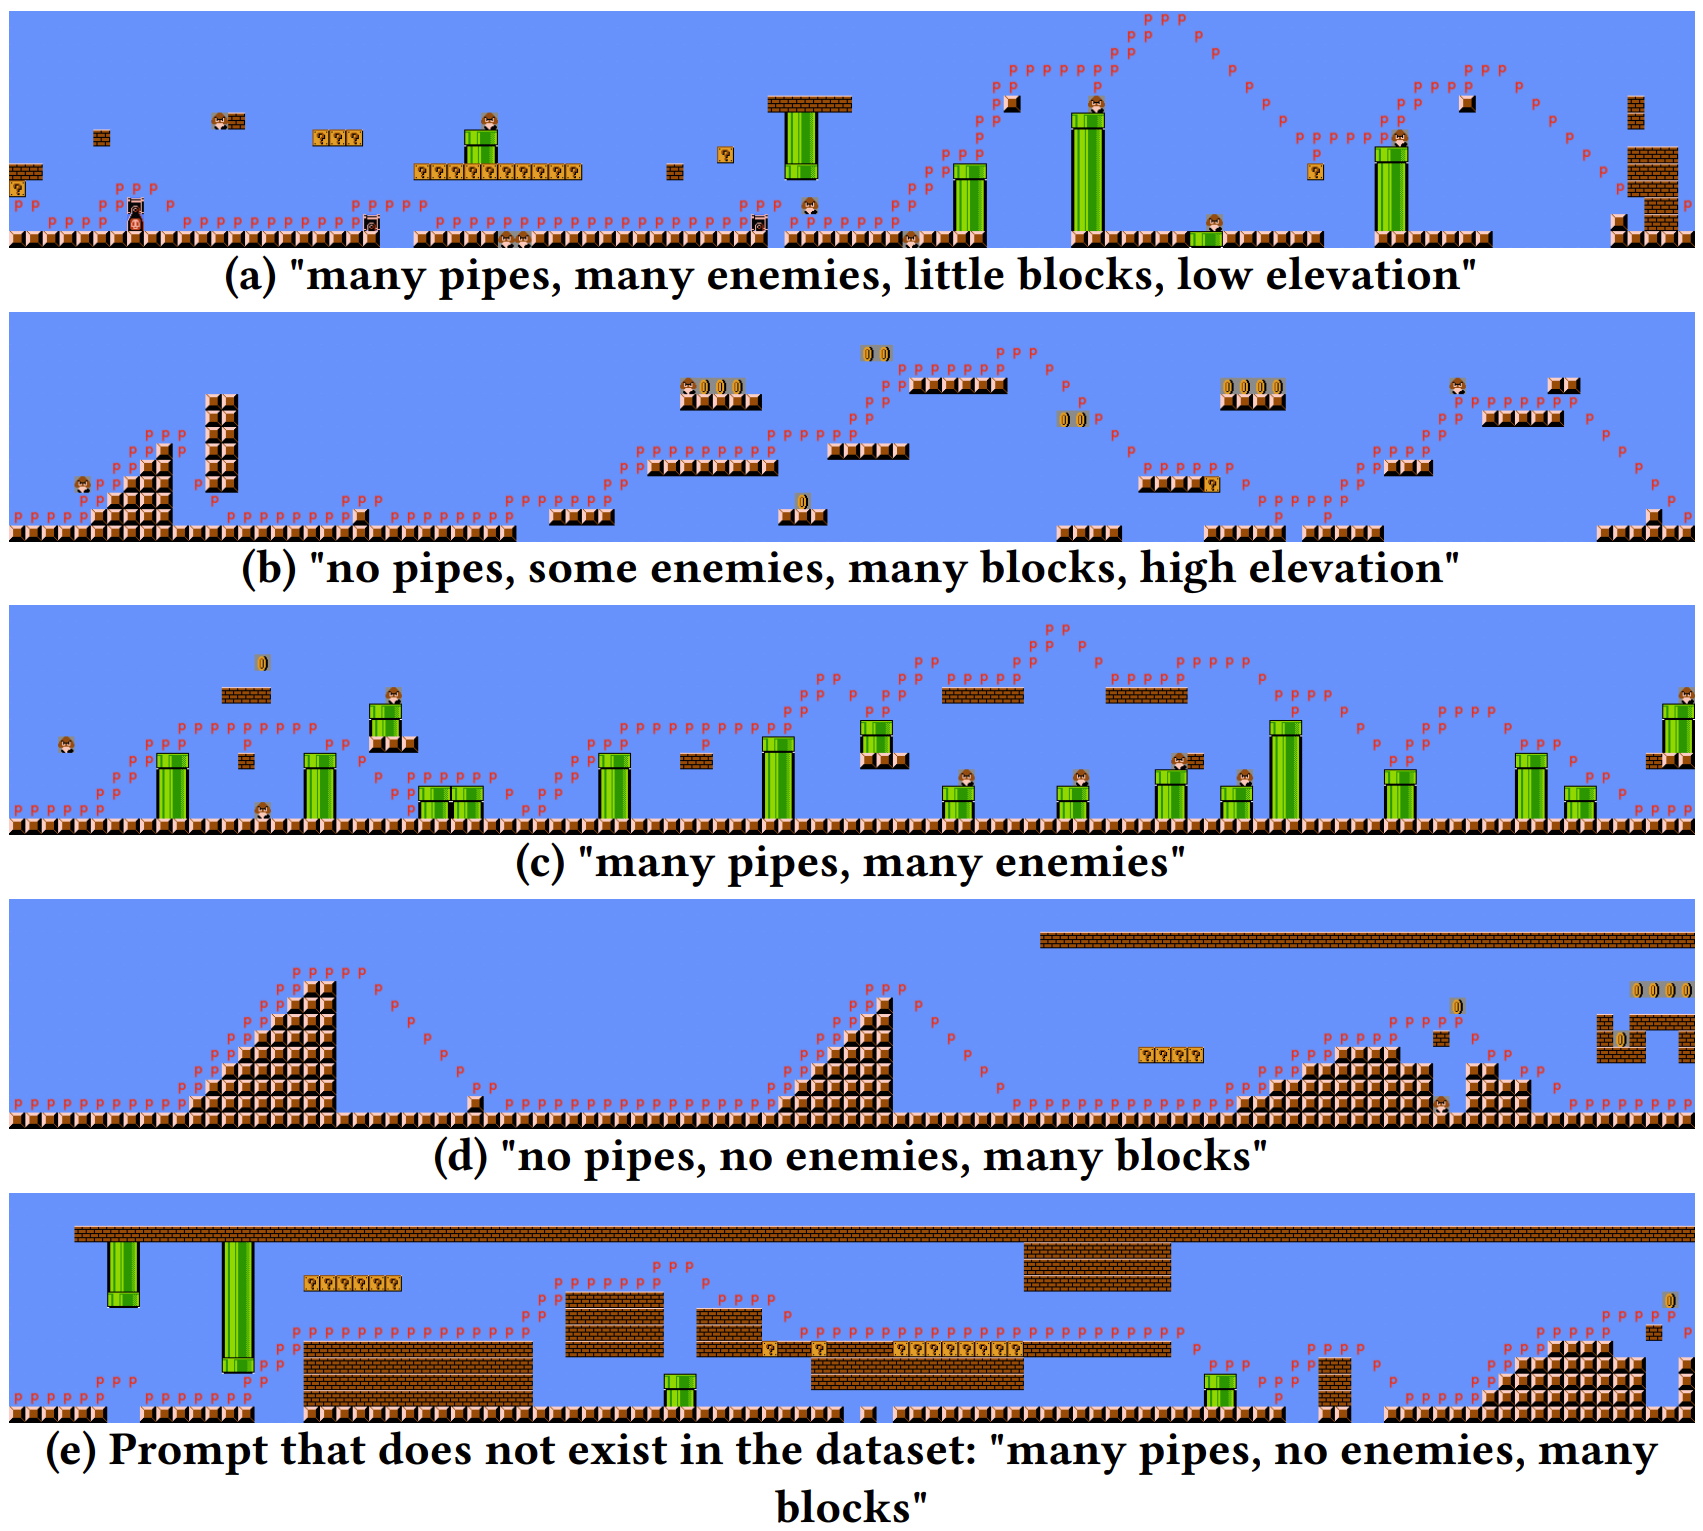 (a) "many pipes, many enemies, little blocks, low elevation"
(b) "no pipes, some enemies, many blocks, high elevation"
(c) "many pipes, many enemies"
(d) "no pipes, no enemies, many blocks"
(e) Prompt that does not exist in the dataset: "many pipes, no enemies, many
blocks"